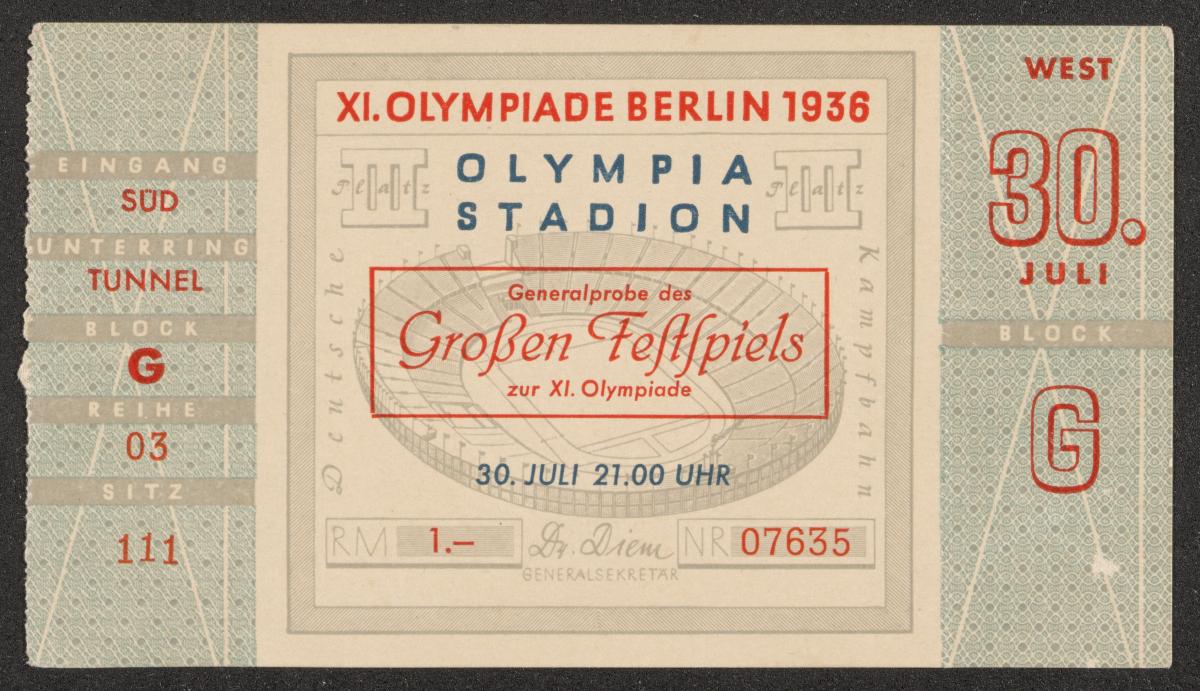 EINGANG
SÜD
UNTERRING
TUNNEL
BLOCK
G
REIHE
03
SITZ
111
XI. OLYMPIADE BERLIN 1936
III Platz
OLYMPIA
STADION
III Platz
Deutsche
Kampfbahn
Generalprobe des
Großen Festspiels
zur XI. Olympiade
30. JULI 21.00 UHR
RM 1.–
Dr. Diem
GENERALSEKRETÄR
NR 07635
WEST
30.
JULI
BLOCK
G